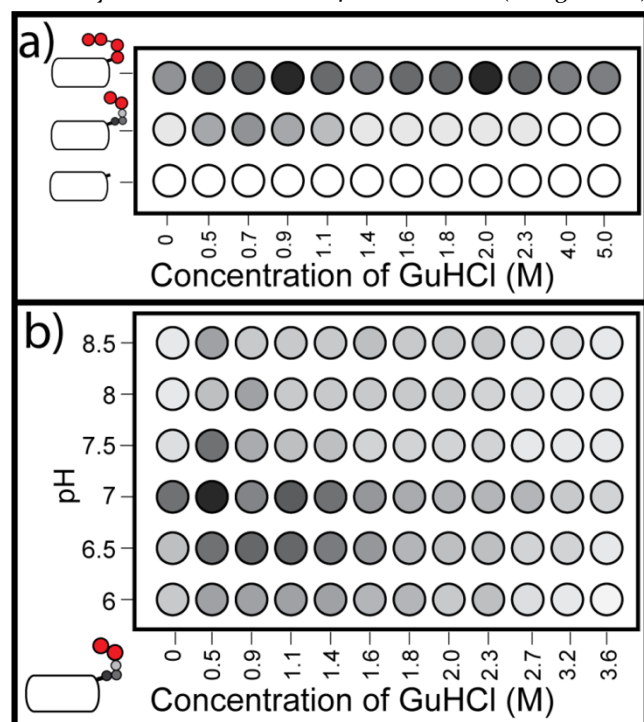 a)
0 0.5 0.7 0.9 1.1 1.4 1.6 1.8 2.0 2.3 4.0 5.0
Concentration of GuHCl (M)
b)
8.5
8
7.5
7
6.5
6
pH
0 0.5 0.9 1.1 1.4 1.6 1.8 2.0 2.3 2.7 3.2 3.6
Concentration of GuHCl (M)